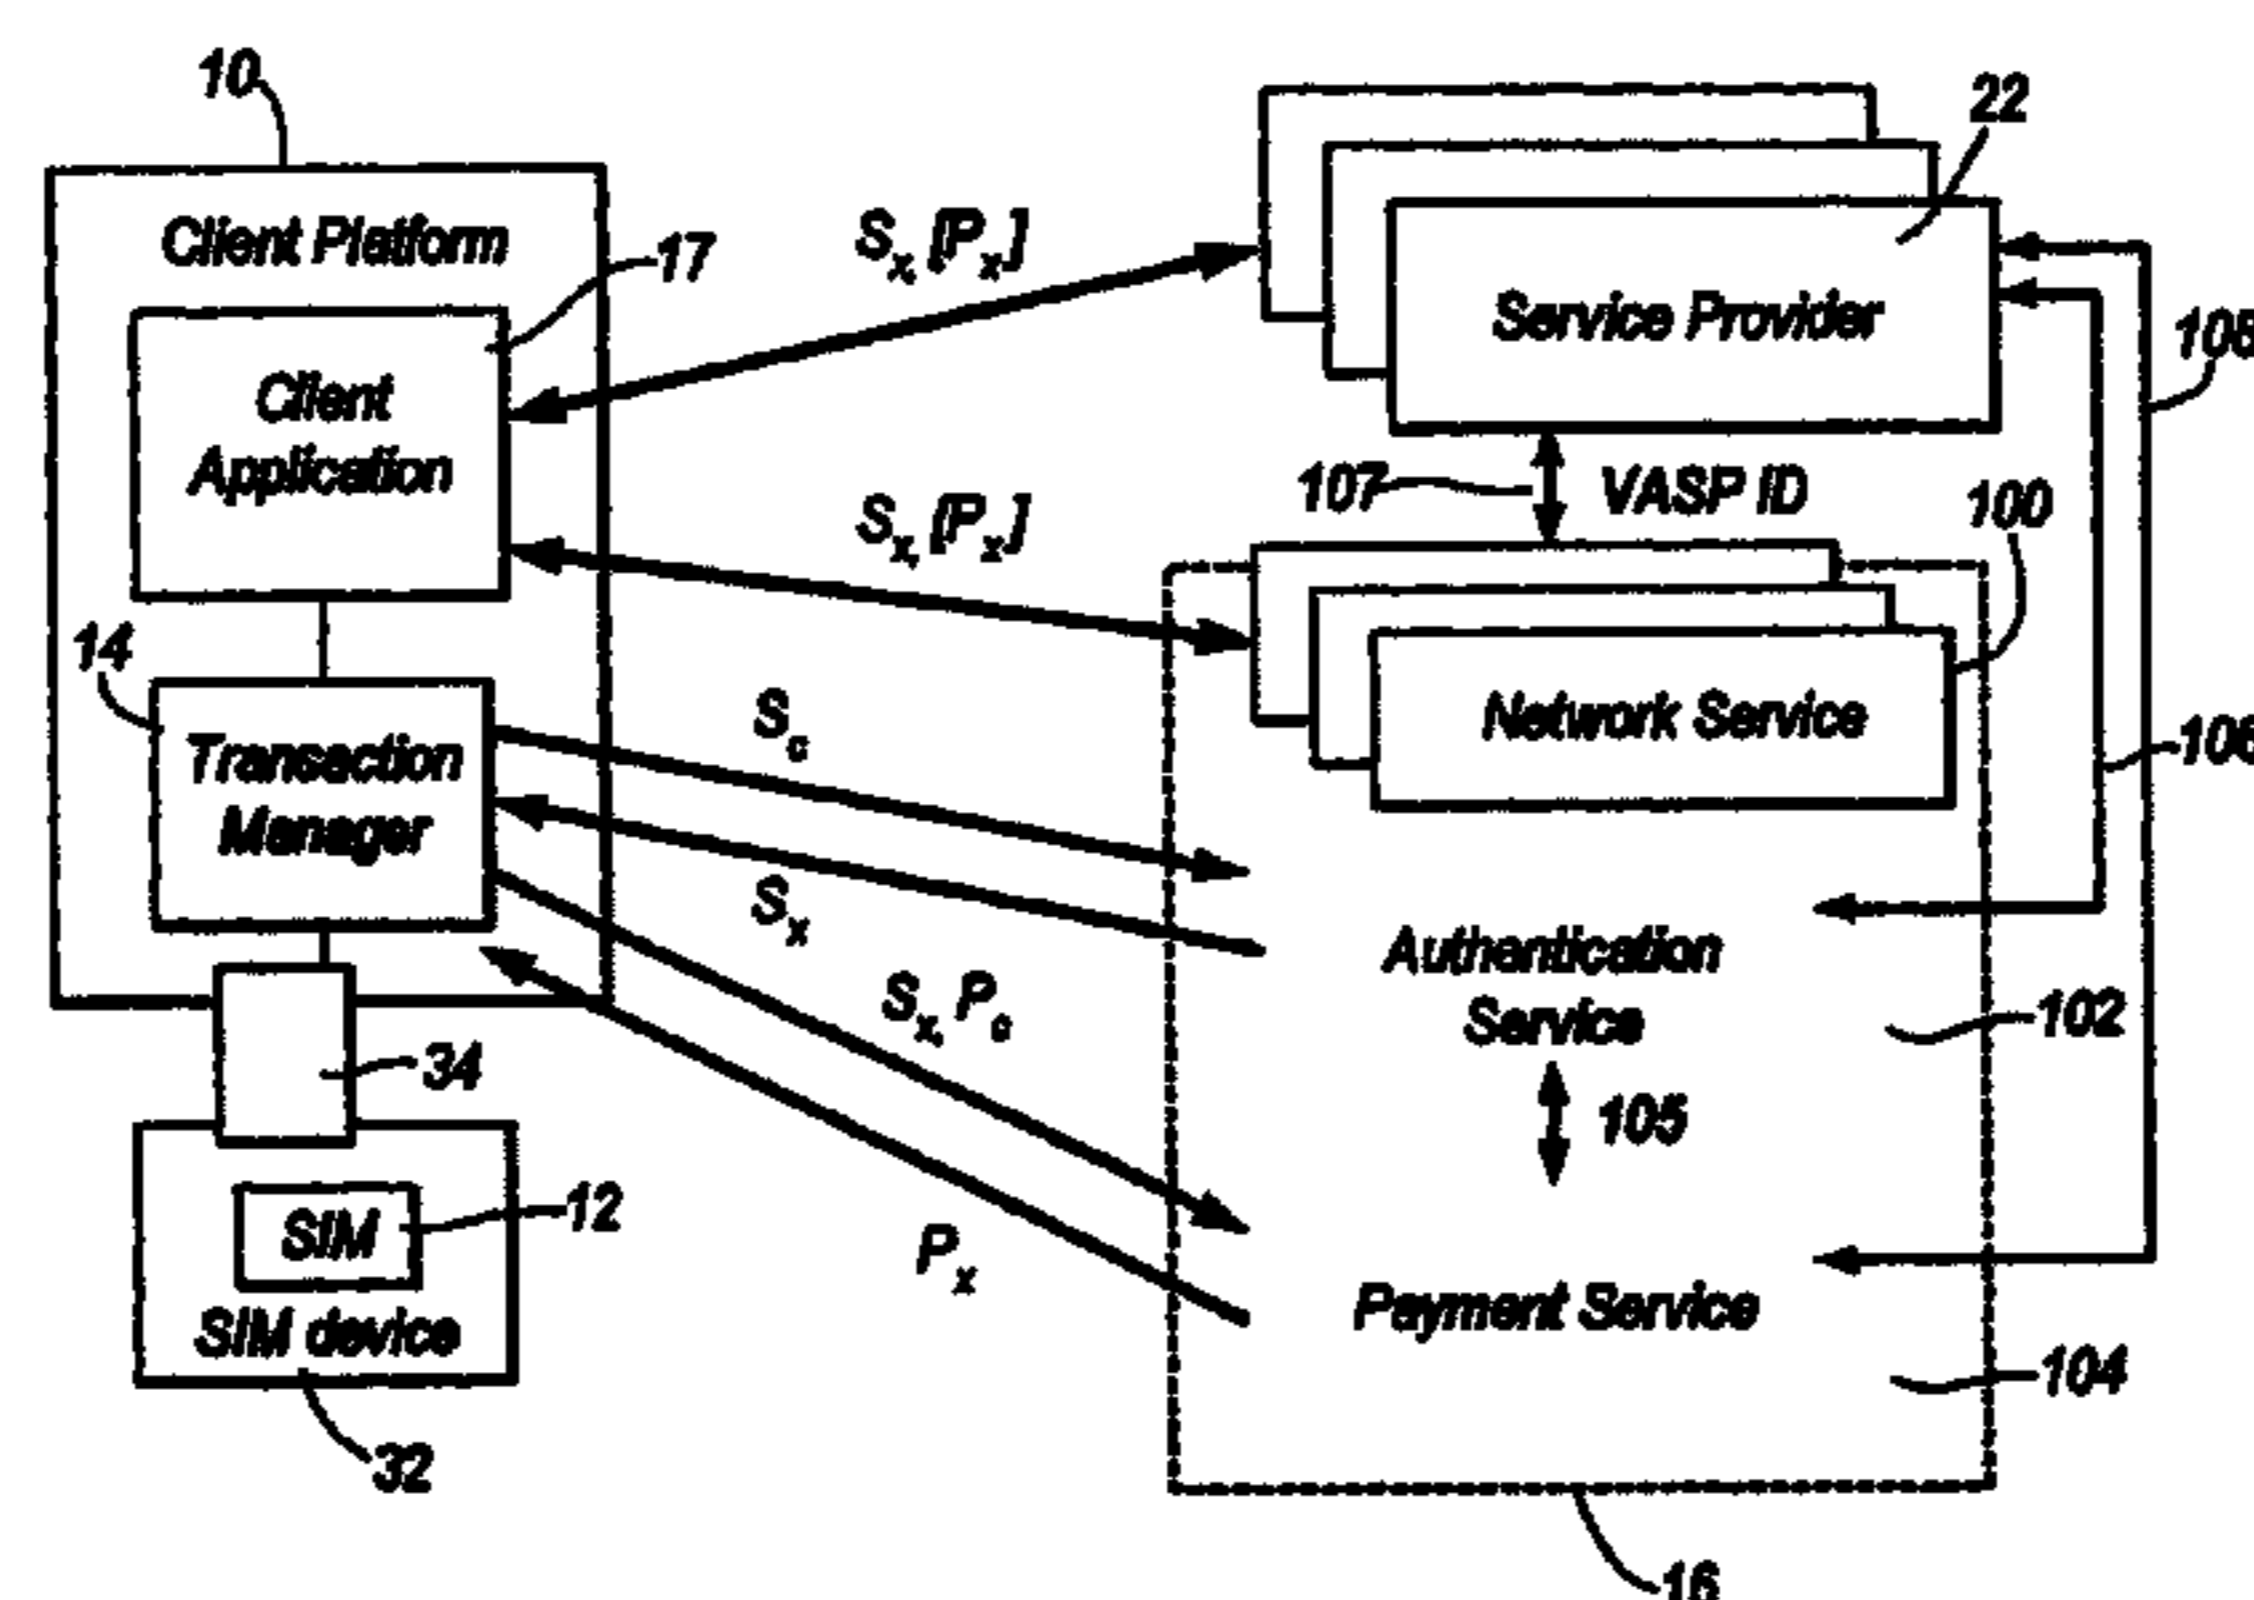 10
22
Client Platform
17
Sx, [Px]
Service Provider
Client
Application
107
VASP ID
100
Sx, [Px]
14
Network Service
Sc
Transaction
Manager
Sx
Authentication
Service
102
Sx, Pc
34
105
12
SIM
Px
Payment Service
SIM device
104
32
16